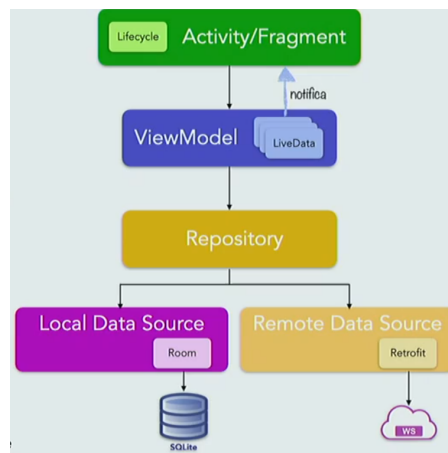 Lifecycle
Activity/Fragment
notifica
ViewModel
LiveData
Repository
Local Data Source
Room
Remote Data Source
Retrofit
SQLite
WS
e